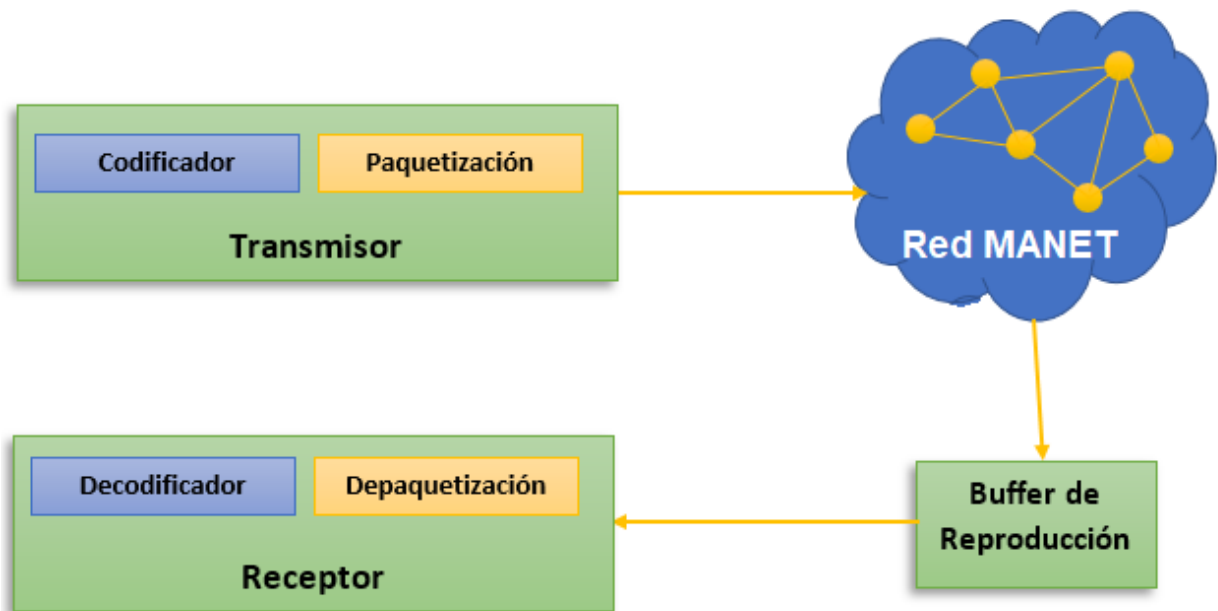 Codificador
Paquetización
Transmisor
Red MANET
Decodificador
Depaquetización
Receptor
Buffer de
Reproducción